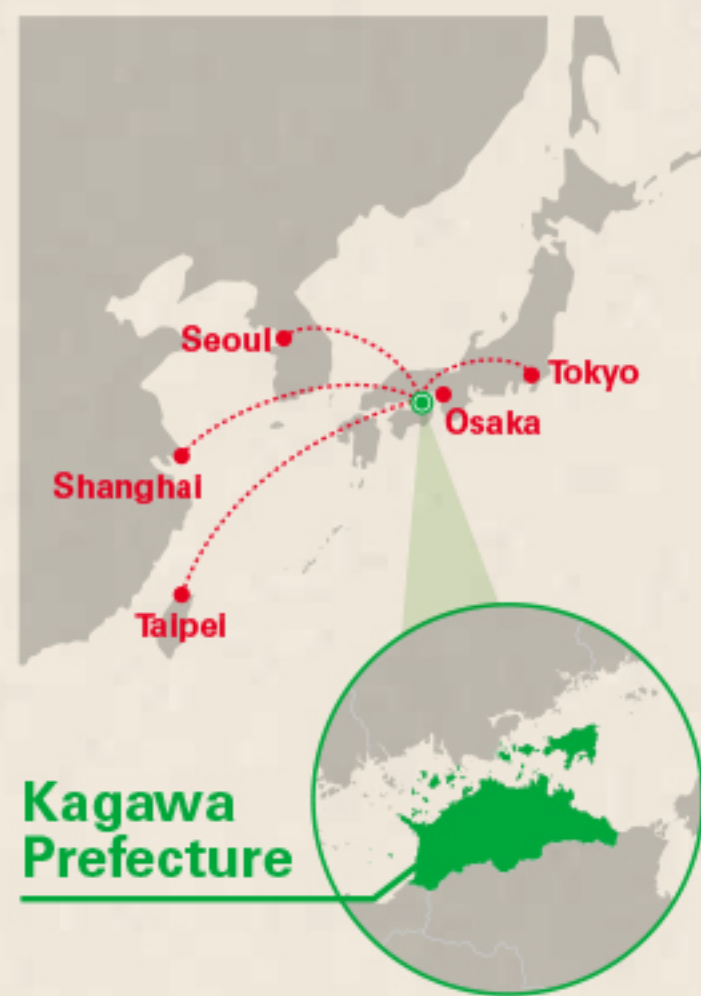 Seoul
Tokyo
Osaka
Shanghai
Taipei
Kagawa
Prefecture